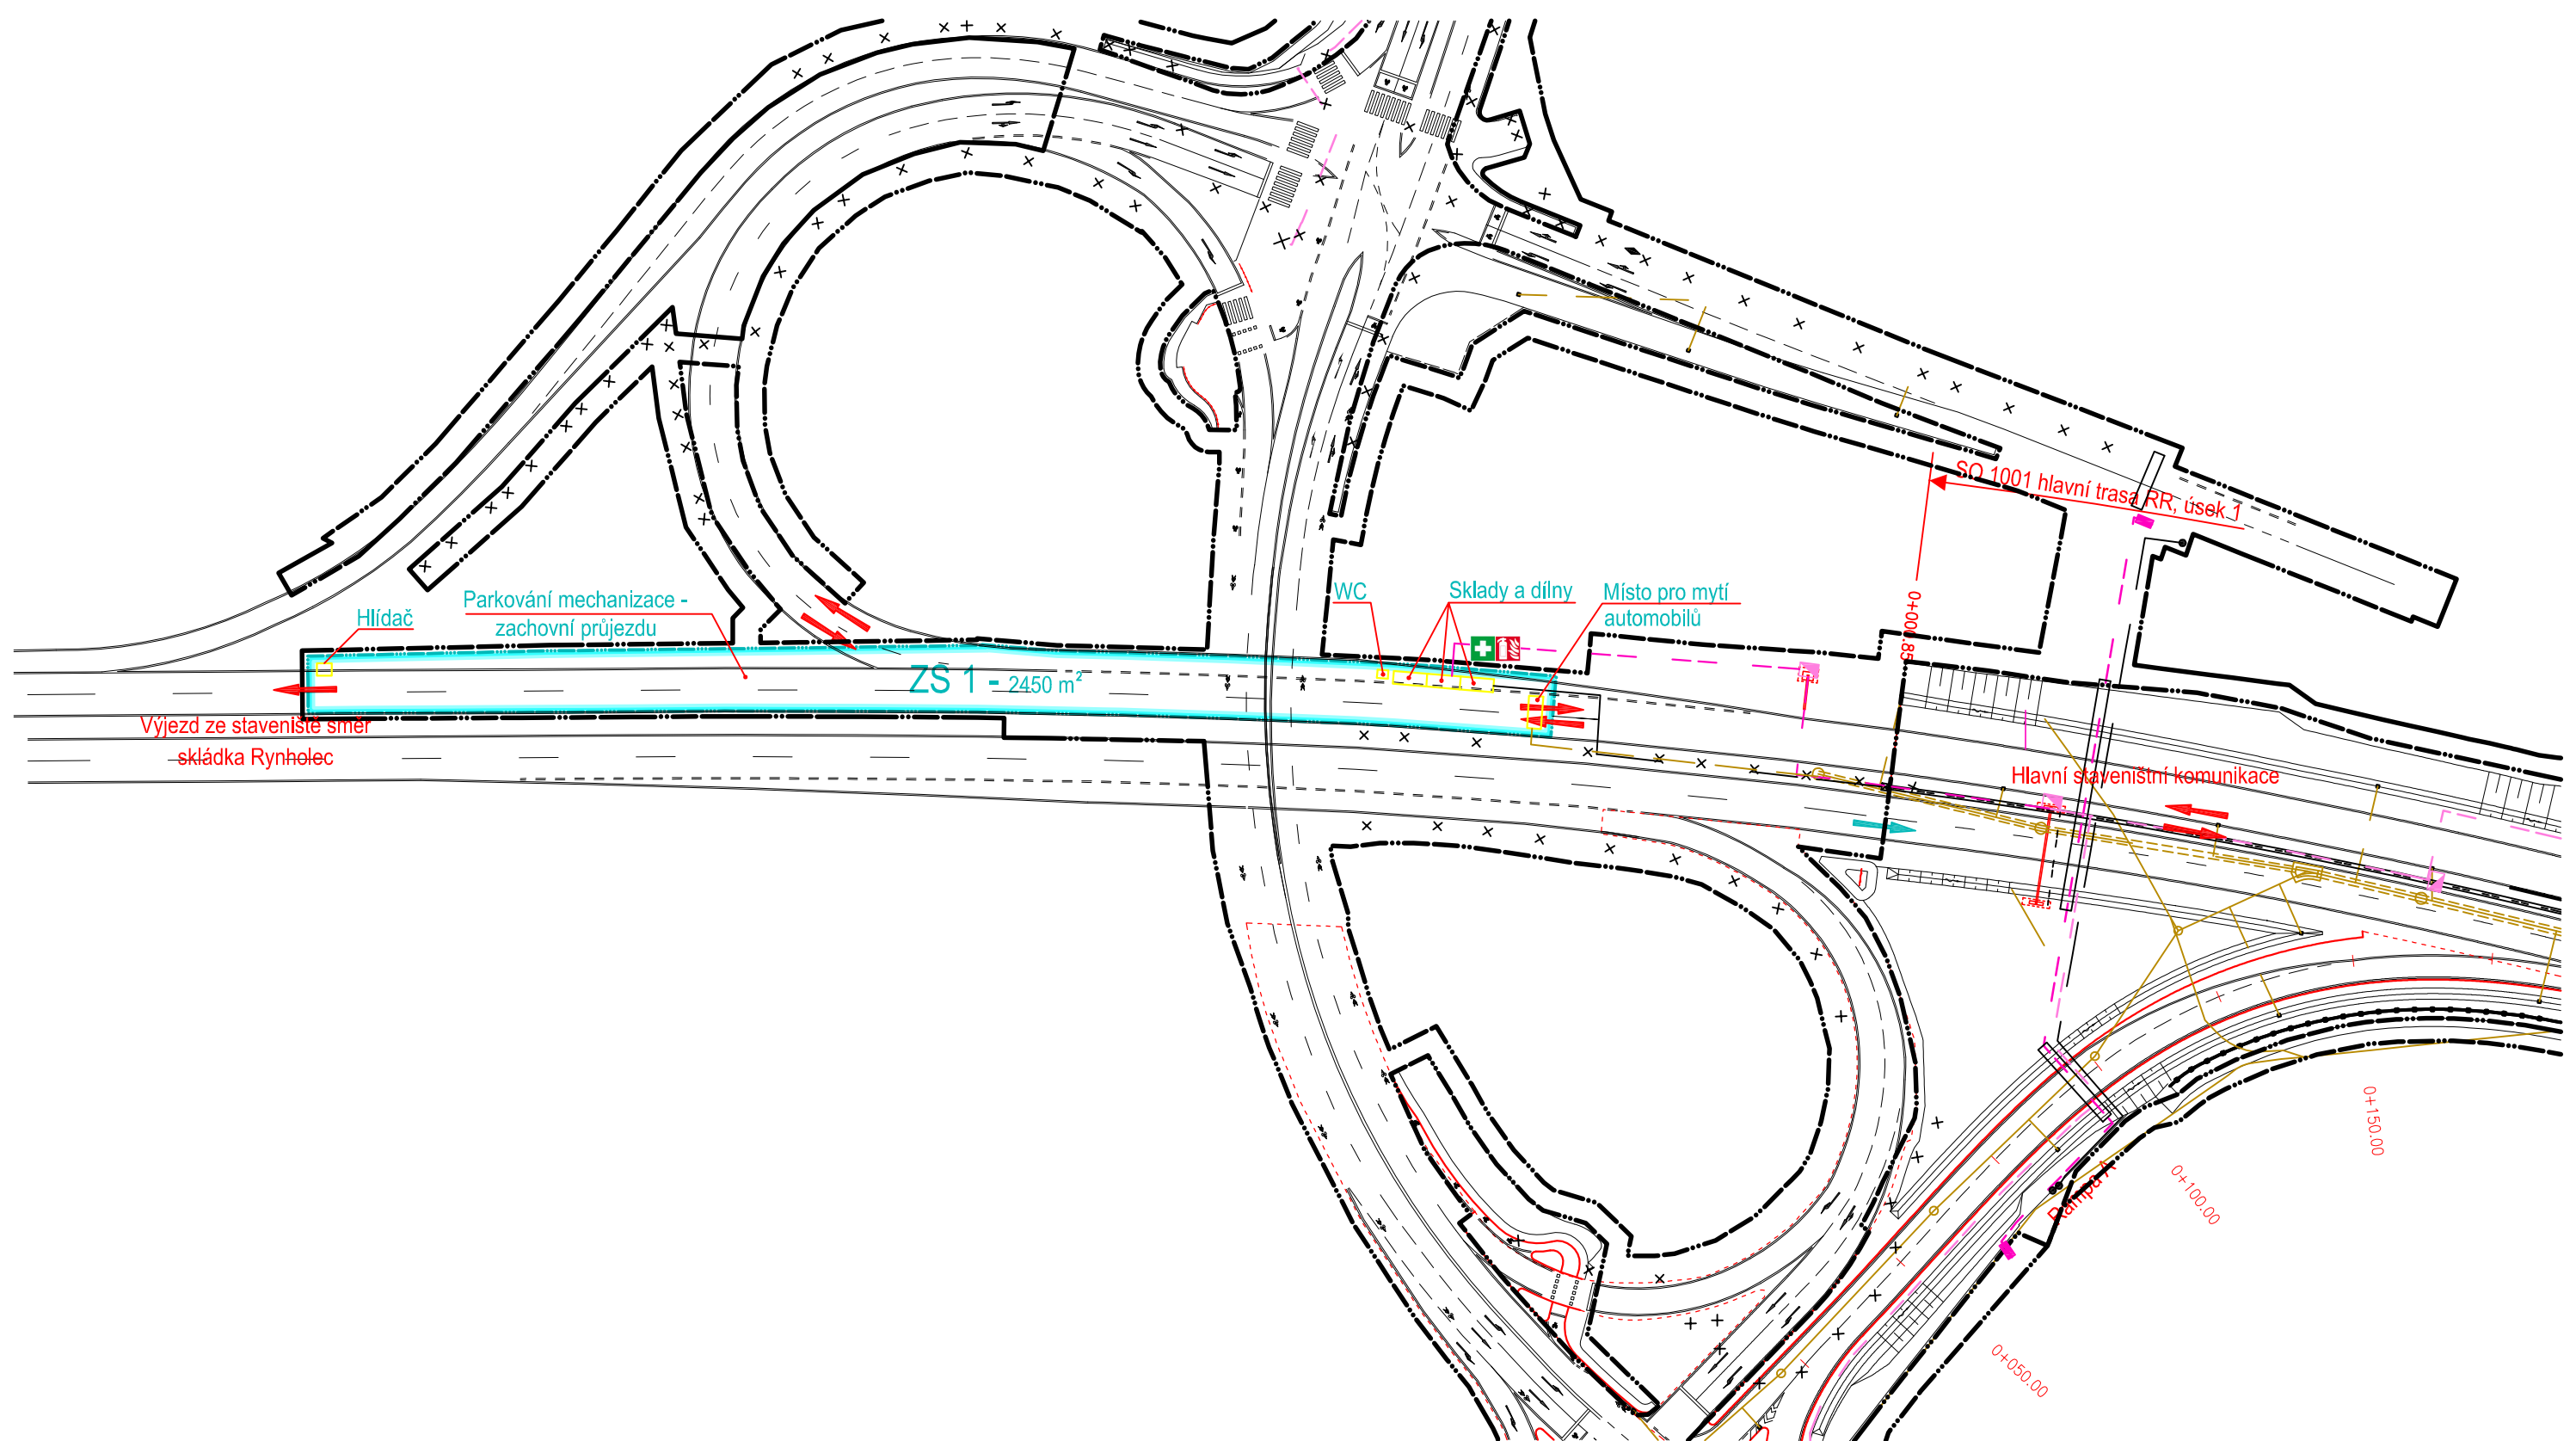 SO 1001 hlavní trasa RR, úsek 1
Hlídač
Parkování mechanizace -
zachovní průjezdu
WC
Sklady a dílny
Místo pro mytí
automobilů
0+000.85
ZS 1 - 2450 m²
Výjezd ze staveniště směr
skládka Rynholec
Hlavní staveništní komunikace
Rampa A
0+150.00
0+100.00
0+050.00